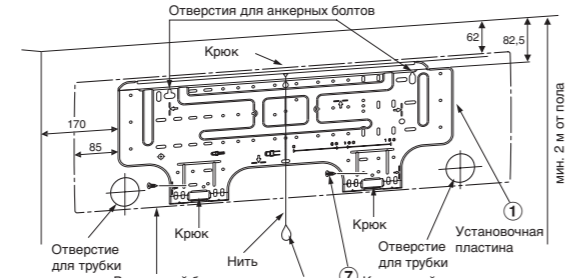 Отверстия для анкерных болтов
62
82,5
Крюк
170
85
мин. 2 м от пола
1
Установочная
пластина
Крюк
Крюк
Отверстие
для трубки
Нить
7
Отверстие
для трубки